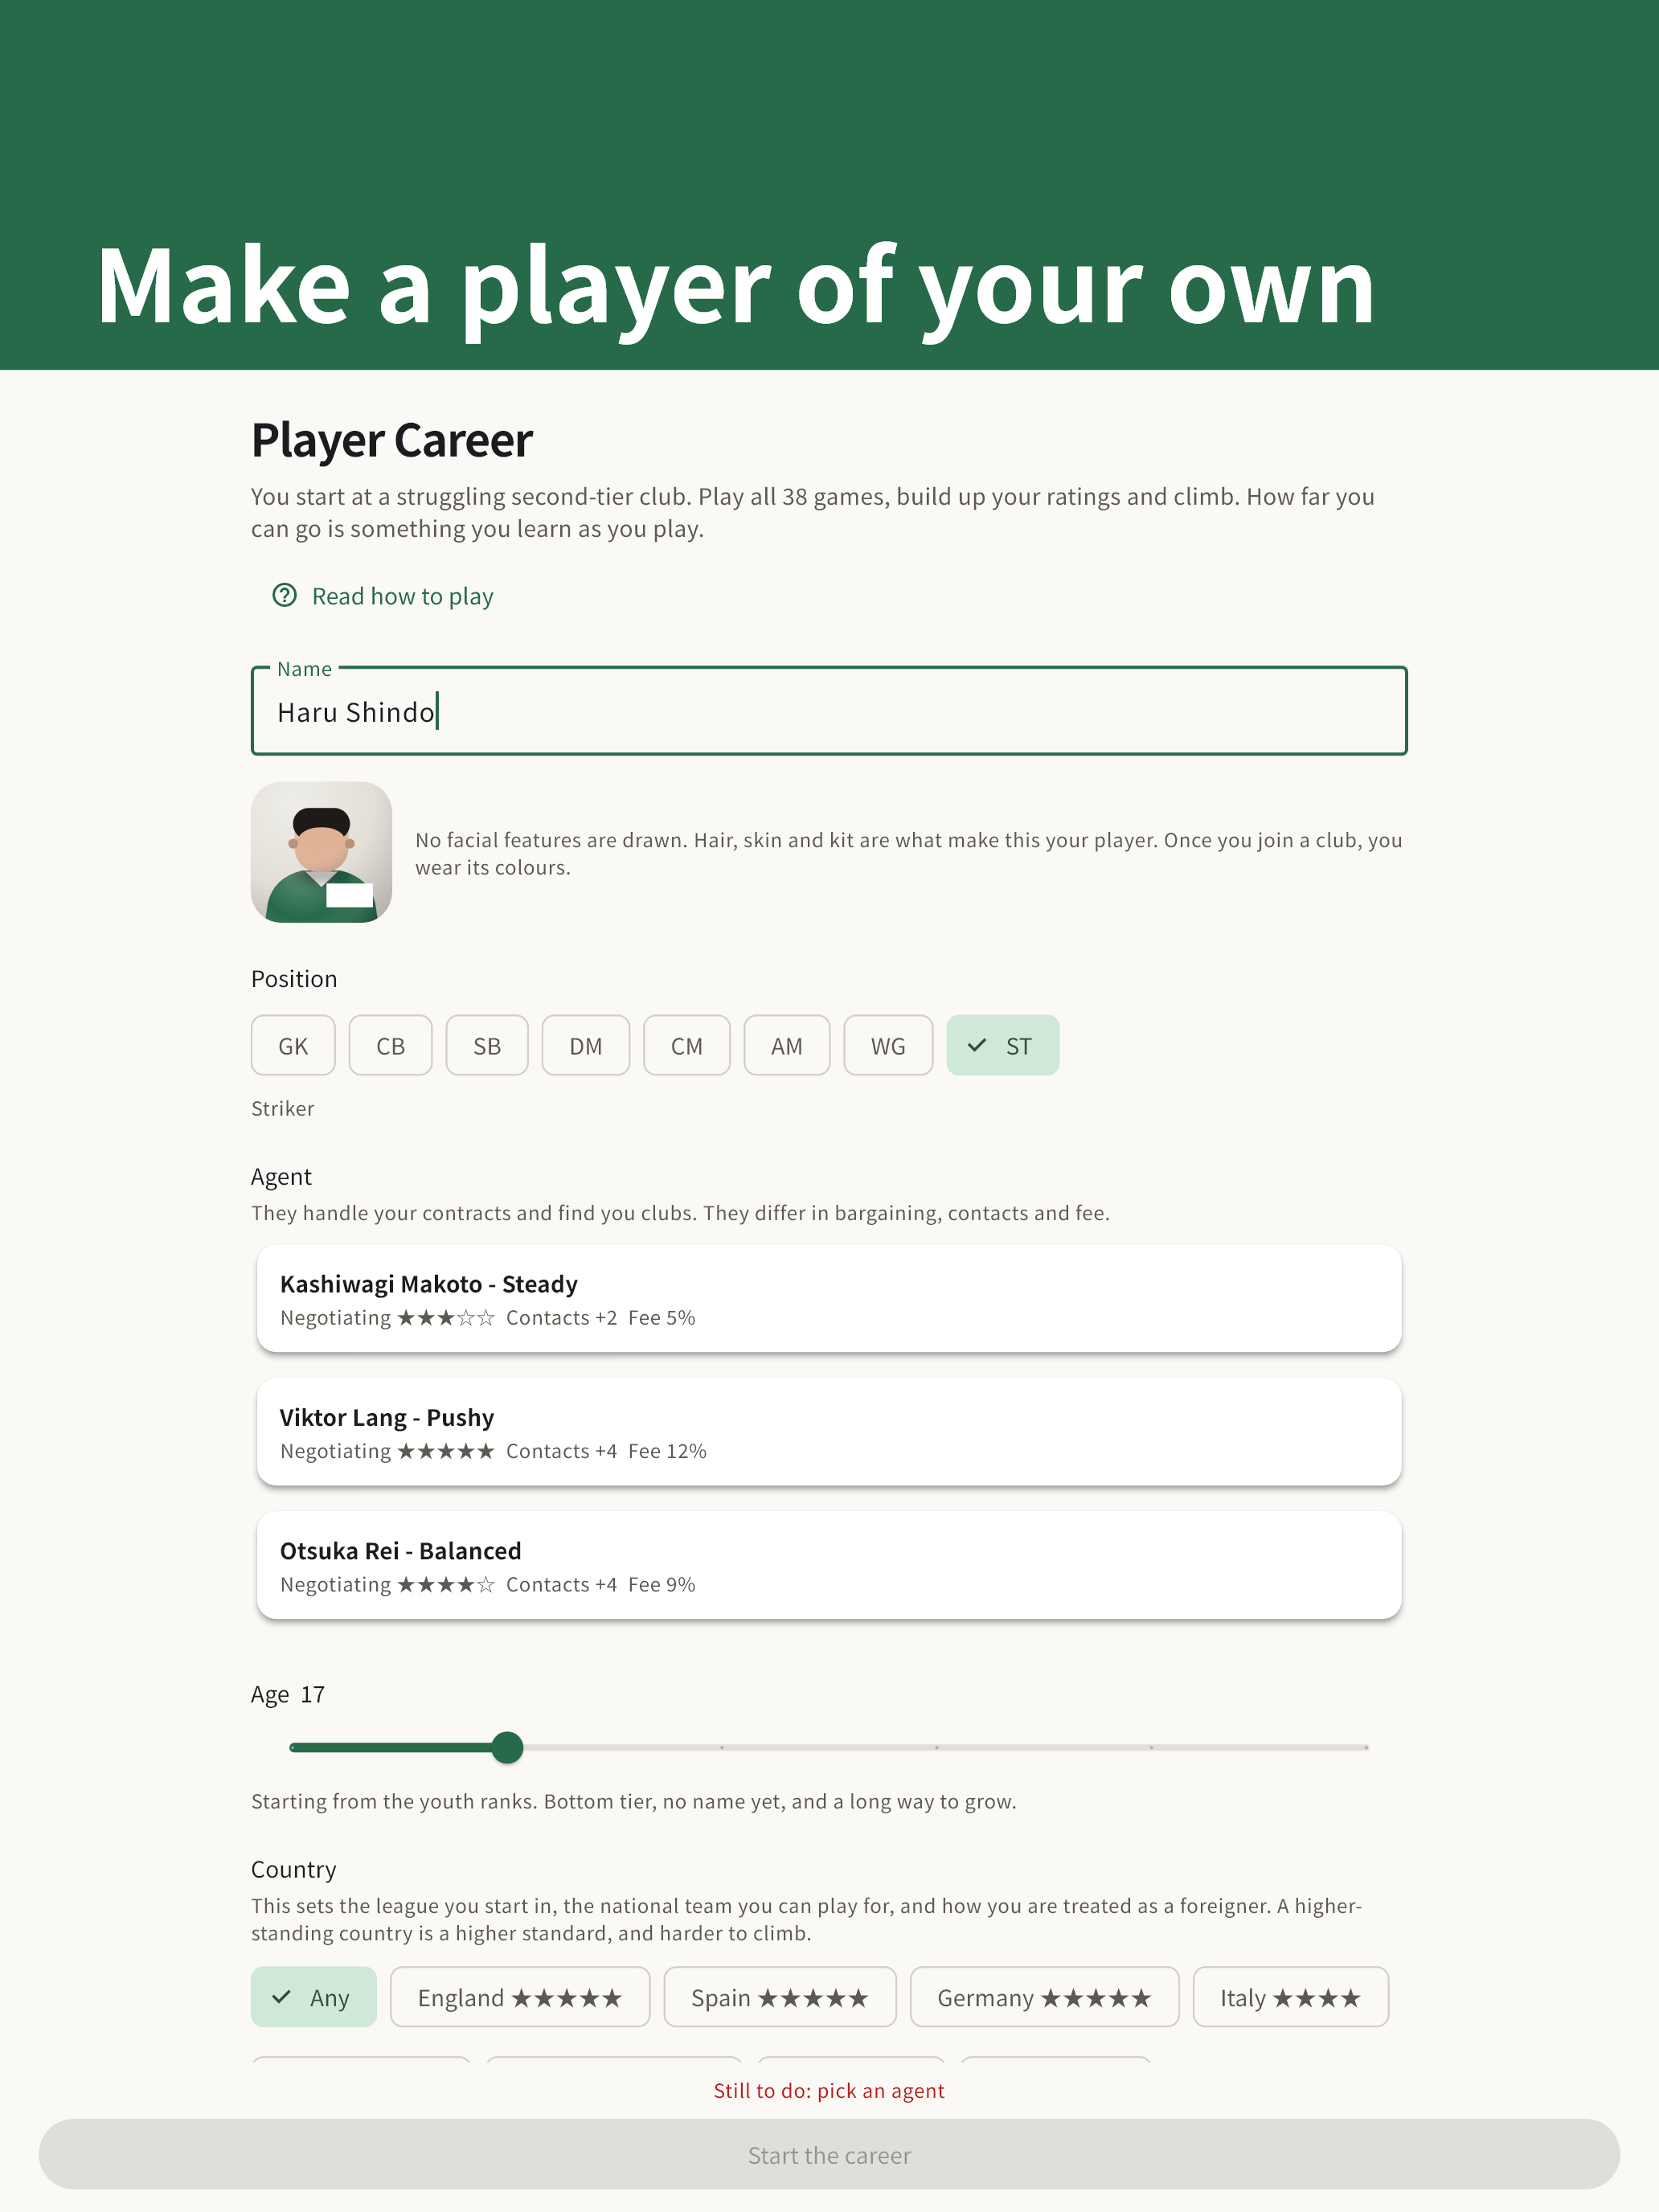 Make a player of your own
Player Career
You start at a struggling second-tier club. Play all 38 games, build up your ratings and climb. How far you
can go is something you learn as you play.
Read how to play
Name
Haru Shindo
No facial features are drawn. Hair, skin and kit are what make this your player. Once you join a club, you
wear its colours.
Position
GK CB SB DM CM AM WG ST
Striker
Agent
They handle your contracts and find you clubs. They differ in bargaining, contacts and fee.
Kashiwagi Makoto - Steady
Negotiating ★★★☆☆ Contacts +2 Fee 5%
Viktor Lang - Pushy
Negotiating ★★★★★ Contacts +4 Fee 12%
Otsuka Rei - Balanced
Negotiating ★★★★☆ Contacts +4 Fee 9%
Age 17
Starting from the youth ranks. Bottom tier, no name yet, and a long way to grow.
Country
This sets the league you start in, the national team you can play for, and how you are treated as a foreigner. A higher-
standing country is a higher standard, and harder to climb.
Any England ★★★★★ Spain ★★★★★ Germany ★★★★★ Italy ★★★★
Still to do: pick an agent
Start the career